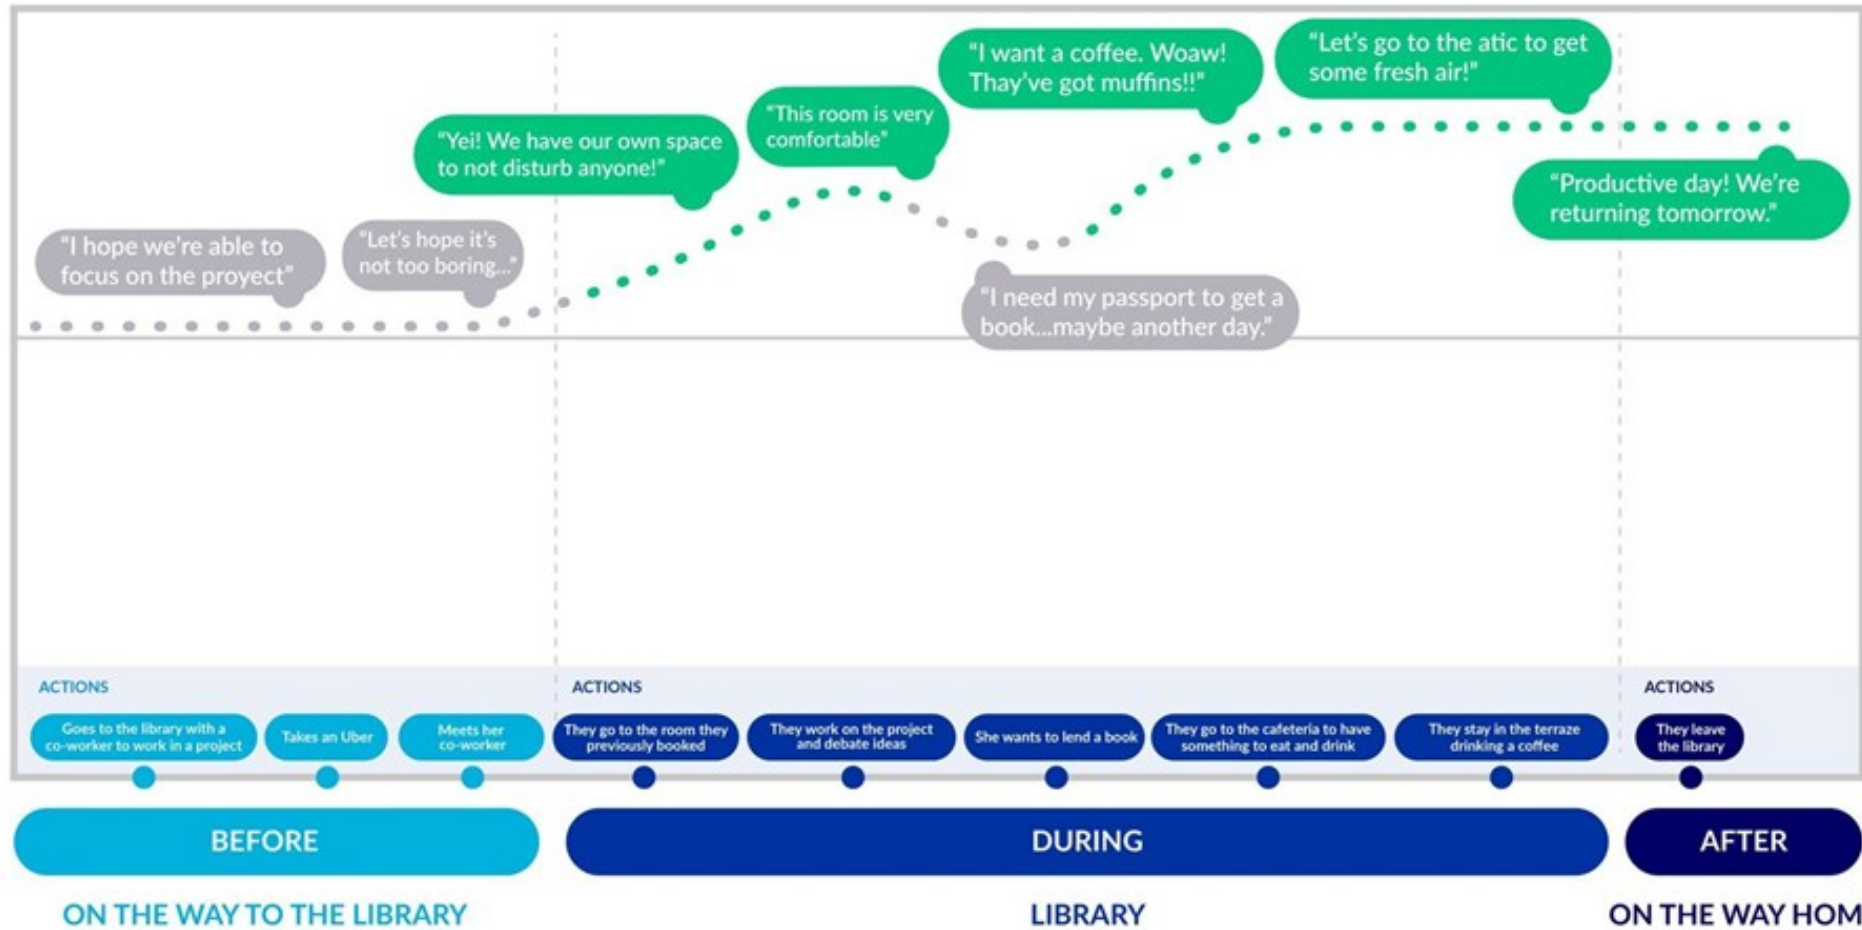 “I hope we’re able to
focus on the proyect”
“Let’s hope it’s
not too boring...”
“Yei! We have our own space
to not disturb anyone!”
“This room is very
comfortable”
“I want a coffee. Woaw!
Thay’ve got muffins!!”
“Let’s go to the atic to get
some fresh air!”
“I need my passport to get a
book...maybe another day.”
“Productive day! We’re
returning tomorrow.”
ACTIONS
Goes to the library with a
co-worker to work in a project
Takes an Uber
Meets her
co-worker
ACTIONS
They go to the room they
previously booked
They work on the project
and debate ideas
She wants to lend a book
They go to the cafeteria to have
something to eat and drink
They stay in the terraze
drinking a coffee
ACTIONS
They leave
the library
BEFORE
DURING
AFTER
ON THE WAY TO THE LIBRARY
LIBRARY
ON THE WAY HOM